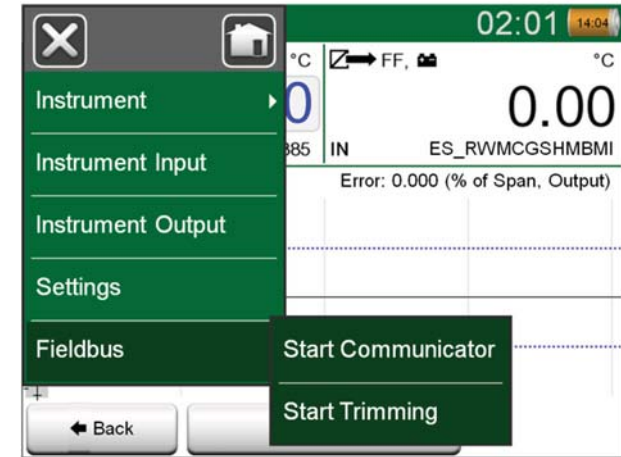 02:01 14:04
°C FF, °C
Instrument 0 0.00
385 IN ES_RWMCGSHMBMI
Instrument Input
Error: 0.000 (% of Span, Output)
Instrument Output
Settings
Fieldbus
Start Communicator
Start Trimming
Back